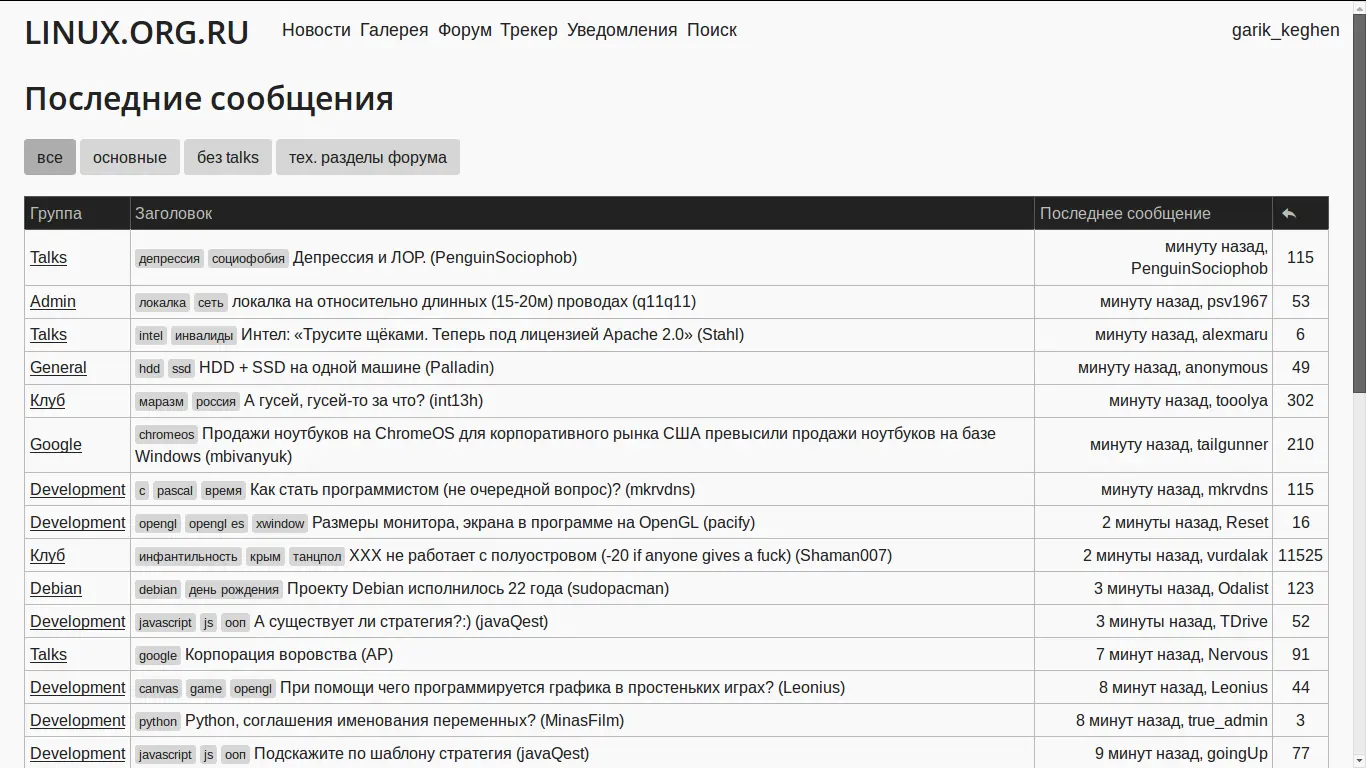 LINUX.ORG.RU Новости Галерея Форум Трекер Уведомления Поиск garik_keghen
Последние сообщения
все основные без talks тех. разделы форума
Группа Заголовок Последнее сообщение
Talks депрессия социофобия Депрессия и ЛОР. (PenguinSociophob) минуту назад, PenguinSociophob 115
Admin локалка сеть локалка на относительно длинных (15-20м) проводах (q11q11) минуту назад, psv1967 53
Talks intel инвалиды Интел: «Трусите щёками. Теперь под лицензией Apache 2.0» (Stahl) минуту назад, alexmaru 6
General hdd ssd HDD + SSD на одной машине (Palladin) минуту назад, anonymous 49
Клуб маразм россия А гусей, гусей-то за что? (int13h) минуту назад, tooolya 302
Google chromeos Продажи ноутбуков на ChromeOS для корпоративного рынка США превысили продажи ноутбуков на базе
Windows (mbivanyuk) минуту назад, tailgunner 210
Development c pascal время Как стать программистом (не очередной вопрос)? (mkrvdns) минуту назад, mkrvdns 115
Development opengl opengl es xwindow Размеры монитора, экрана в программе на OpenGL (pacify) 2 минуты назад, Reset 16
Клуб инфантильность крым танцпол XXX не работает с полуостровом (-20 if anyone gives a fuck) (Shaman007) 2 минуты назад, vurdalak 11525
Debian debian день рождения Проекту Debian исполнилось 22 года (sudopacman) 3 минуты назад, Odalist 123
Development javascript js ооп А существует ли стратегия?:) (javaQest) 3 минуты назад, TDrive 52
Talks google Корпорация воровства (AP) 7 минут назад, Nervous 91
Development canvas game opengl При помощи чего программируется графика в простеньких играх? (Leonius) 8 минут назад, Leonius 44
Development python Python, соглашения именования переменных? (MinasFilm) 8 минут назад, true_admin 3
Development javascript js ооп Подскажите по шаблону стратегия (javaQest) 9 минут назад, goingUp 77